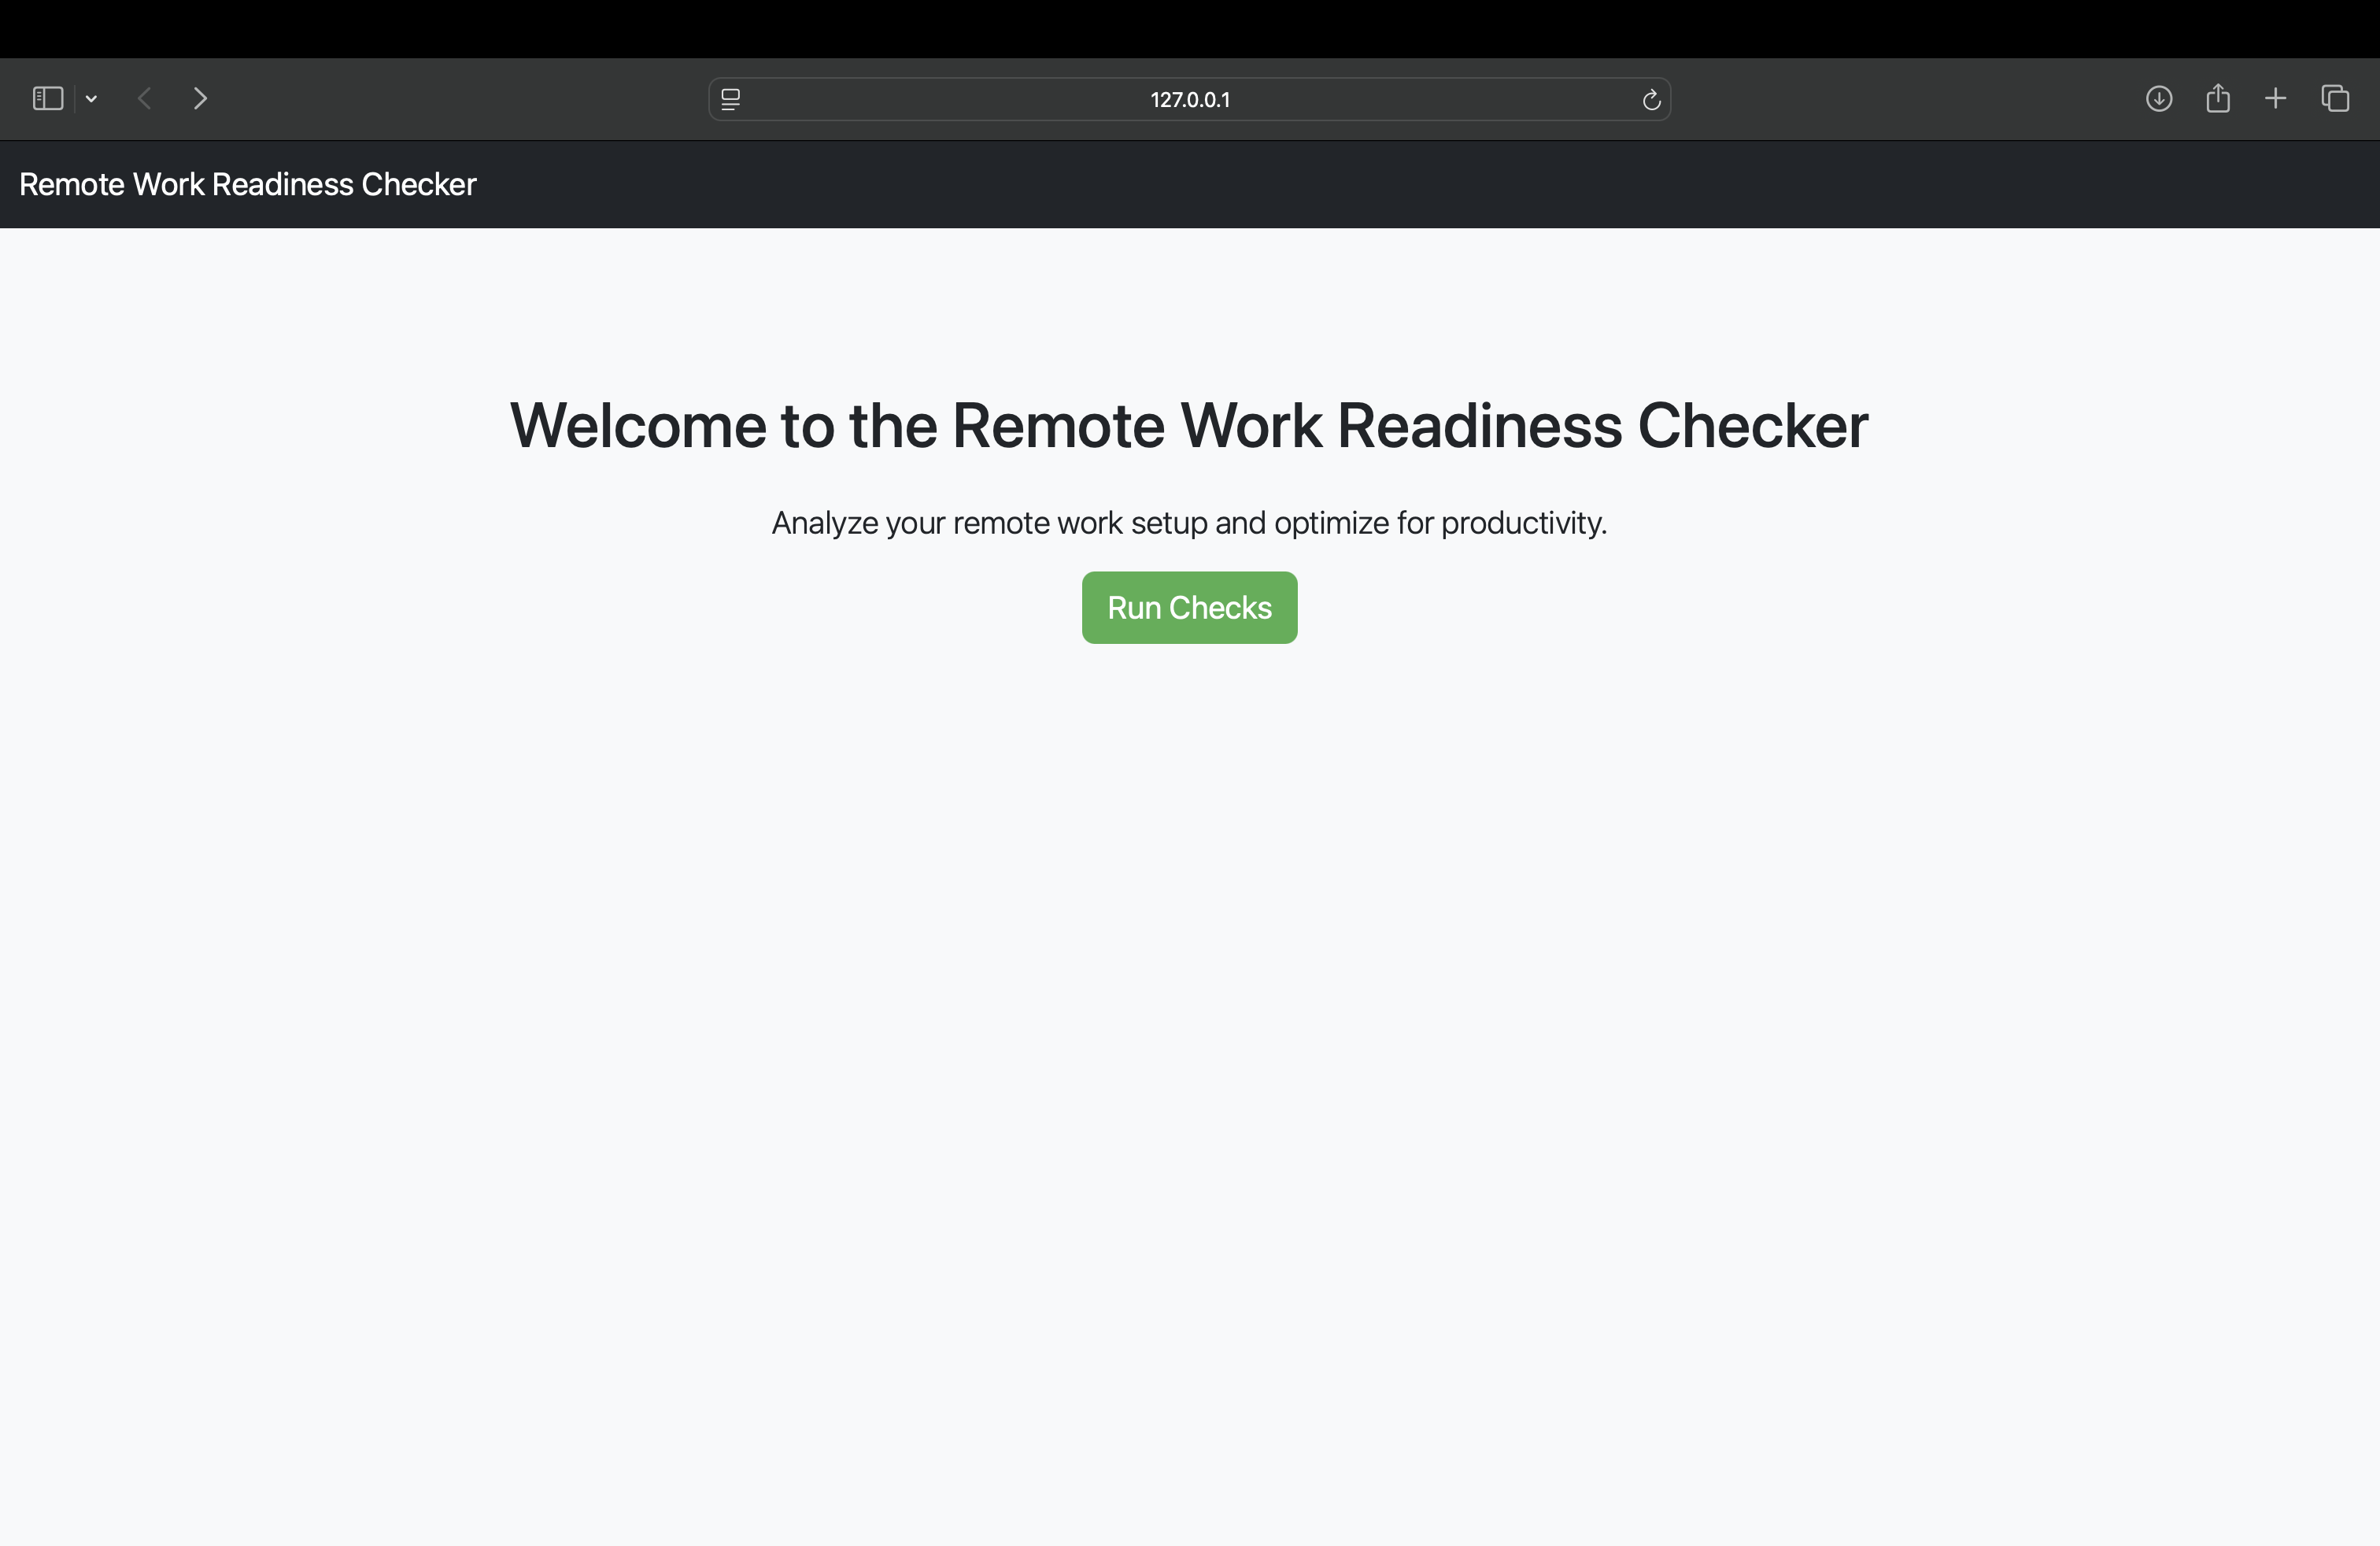 127.0.0.1
Remote Work Readiness Checker
Welcome to the Remote Work Readiness Checker
Analyze your remote work setup and optimize for productivity.
Run Checks